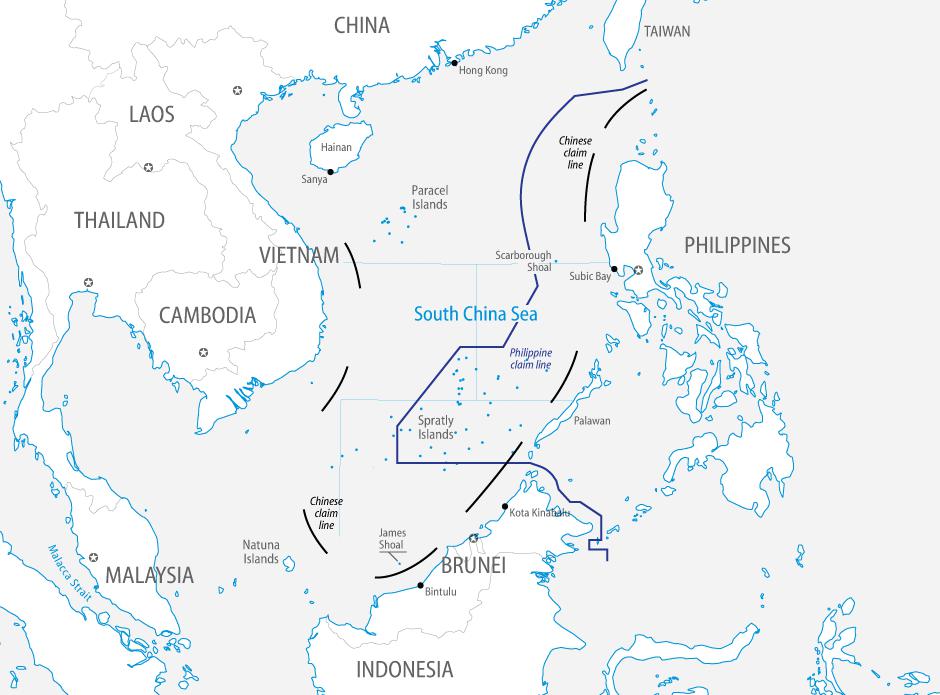 CHINA
TAIWAN
Hong Kong
LAOS
Chinese
claim
line
Hainan
Sanya
Paracel
Islands
THAILAND
VIETNAM
PHILIPPINES
Scarborough
Shoal
Subic Bay
CAMBODIA
South China Sea
Philippine
claim line
Spratly
Islands
Palawan
Chinese
claim
line
Kota Kinabalu
James
Shoal
Natuna
Islands
BRUNEI
Malacca Strait
MALAYSIA
Bintulu
INDONESIA